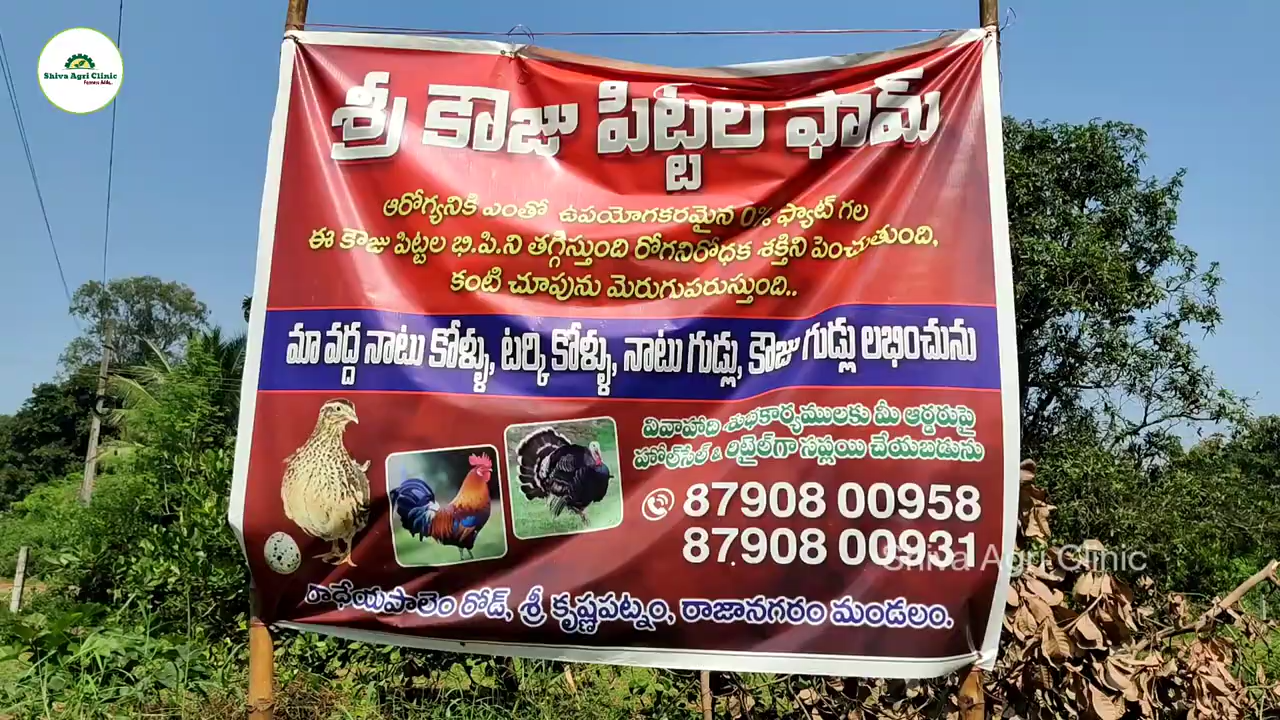 Shiva Agri Clinic
శ్రీ కౌజు పిట్టల ఫామ్
ఆరోగ్యనికి ఎంతో ఉపయోగకరమైన 0% ఫ్యాట్ గల
ఈ కౌజు పిట్టల భి.పి.ని తగ్గిస్తుంది రోగనిరోధక శక్తిని పెంచుతుంది,
కంటి చూపును మెరుగుపరుస్తుంది..
మా వద్ద నాటు కోళ్ళు, టర్కి కోళ్ళు, నాటు గుడ్లు, కౌజు గుడ్లు లభించును
వివాహాది శుభకార్యములకు మీ ఆర్డరుపై
హోల్‌సేల్ & రిటైల్‌గా సప్లయి చేయబడును
87908 00958
87908 00931
Shiva Agri Clinic
రాధేయపాలెం రోడ్, శ్రీ కృష్ణపట్నం, రాజానగరం మండలం.